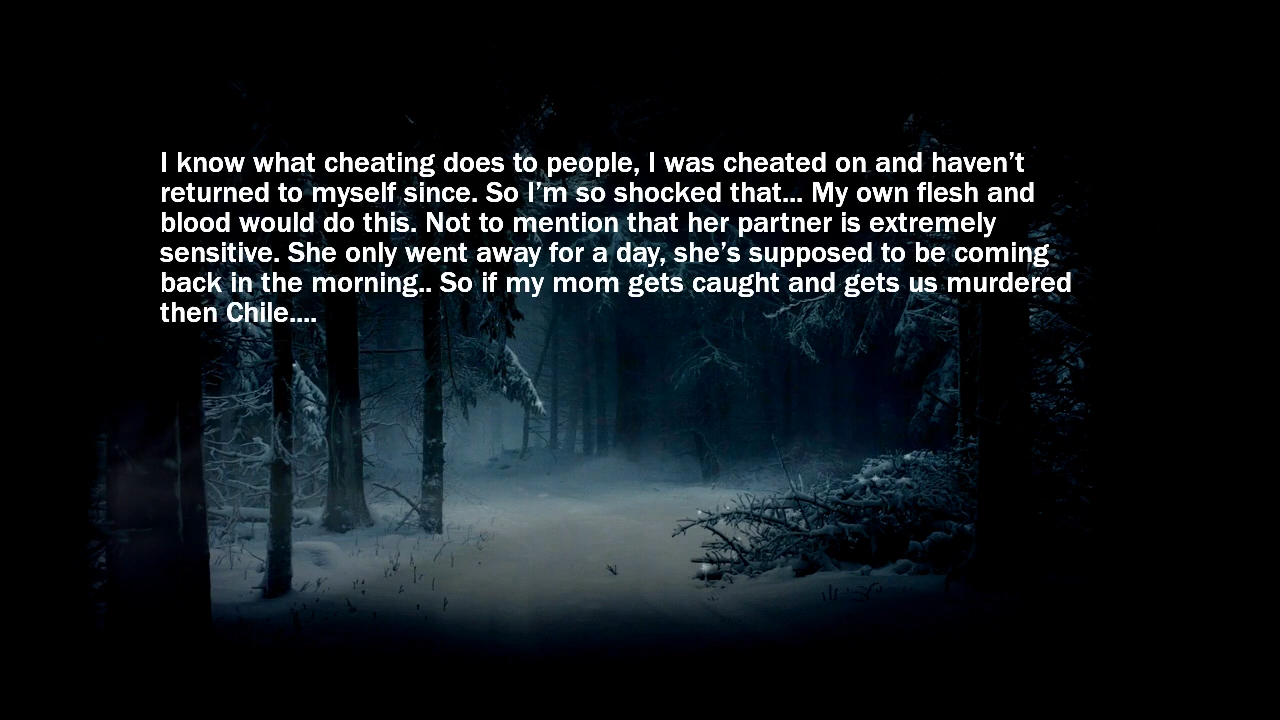 I know what cheating does to people, I was cheated on and haven’t
returned to myself since. So I’m so shocked that... My own flesh and
blood would do this. Not to mention that her partner is extremely
sensitive. She only went away for a day, she’s supposed to be coming
back in the morning.. So if my mom gets caught and gets us murdered
then Chile....